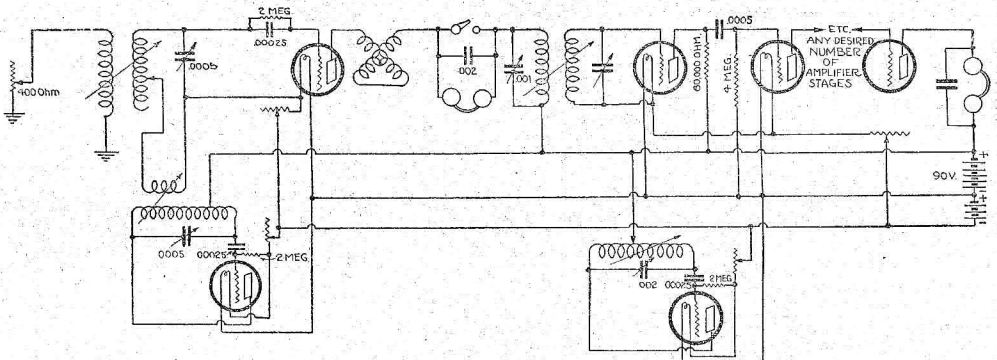 2 MEG.
.00025
.0005
400 Ohm
.002
.001
.0005
60,000 OHM.
4 MEG.
ETC.
ANY DESIRED
NUMBER
OF
AMPLIFIER
STAGES
+
90V.
+
.0005
.00025
2 MEG.
.002
.00025
2 MEG